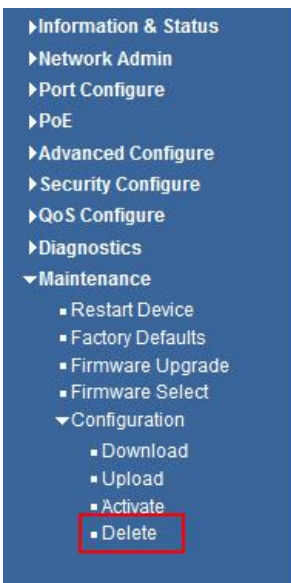 Information & Status
Network Admin
Port Configure
PoE
Advanced Configure
Security Configure
QoS Configure
Diagnostics
Maintenance
Restart Device
Factory Defaults
Firmware Upgrade
Firmware Select
Configuration
Download
Upload
Activate
Delete